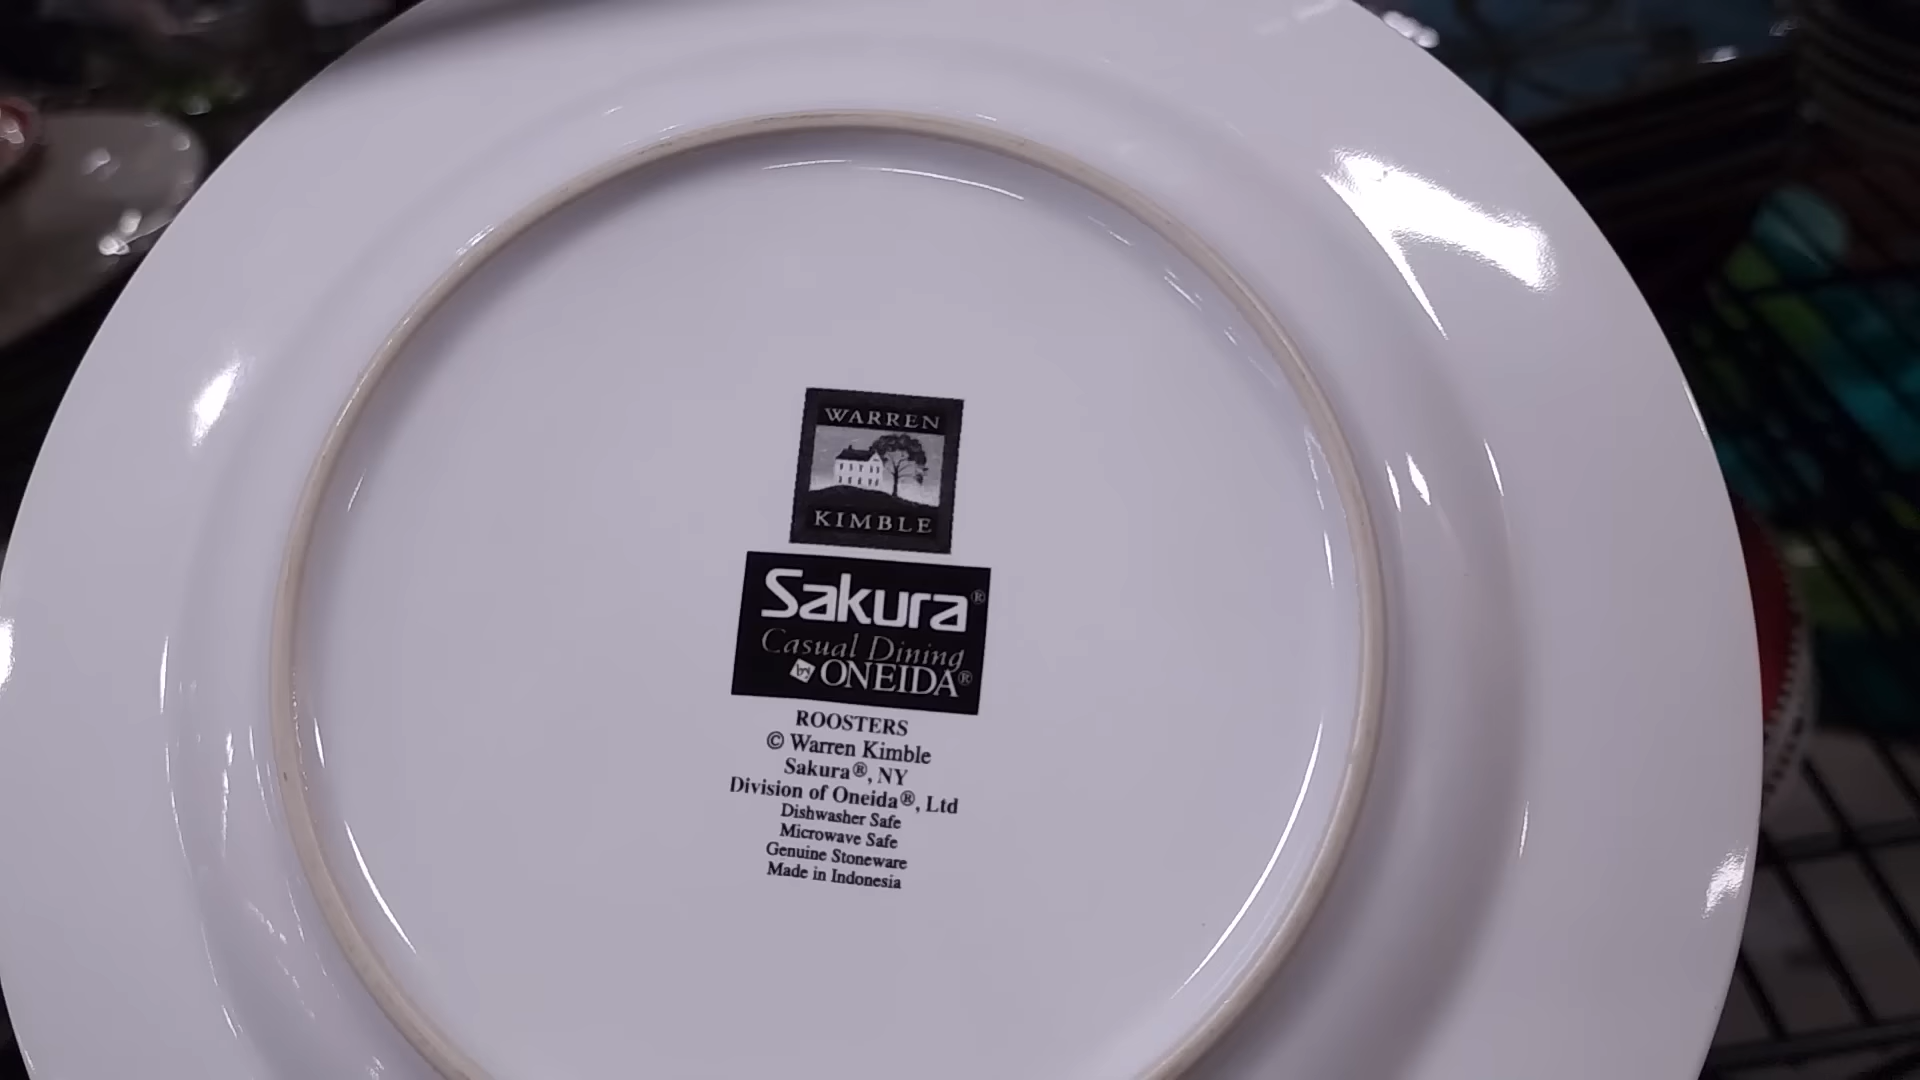 WARREN
KIMBLE
Sakura®
Casual Dining
by ONEIDA®
ROOSTERS
© Warren Kimble
Sakura®, NY
Division of Oneida®, Ltd
Dishwasher Safe
Microwave Safe
Genuine Stoneware
Made in Indonesia